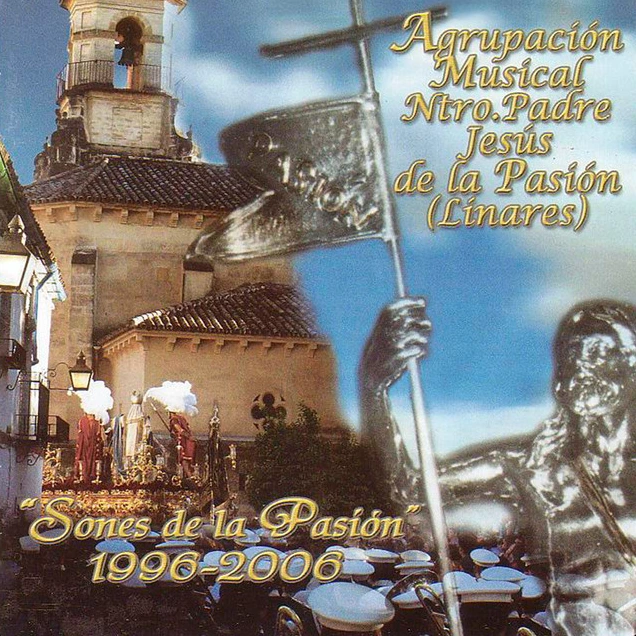 Agrupación
Musical
Ntro. Padre
Jesús
de la Pasión
(Linares)
"Sones de la Pasión"
1996-2006